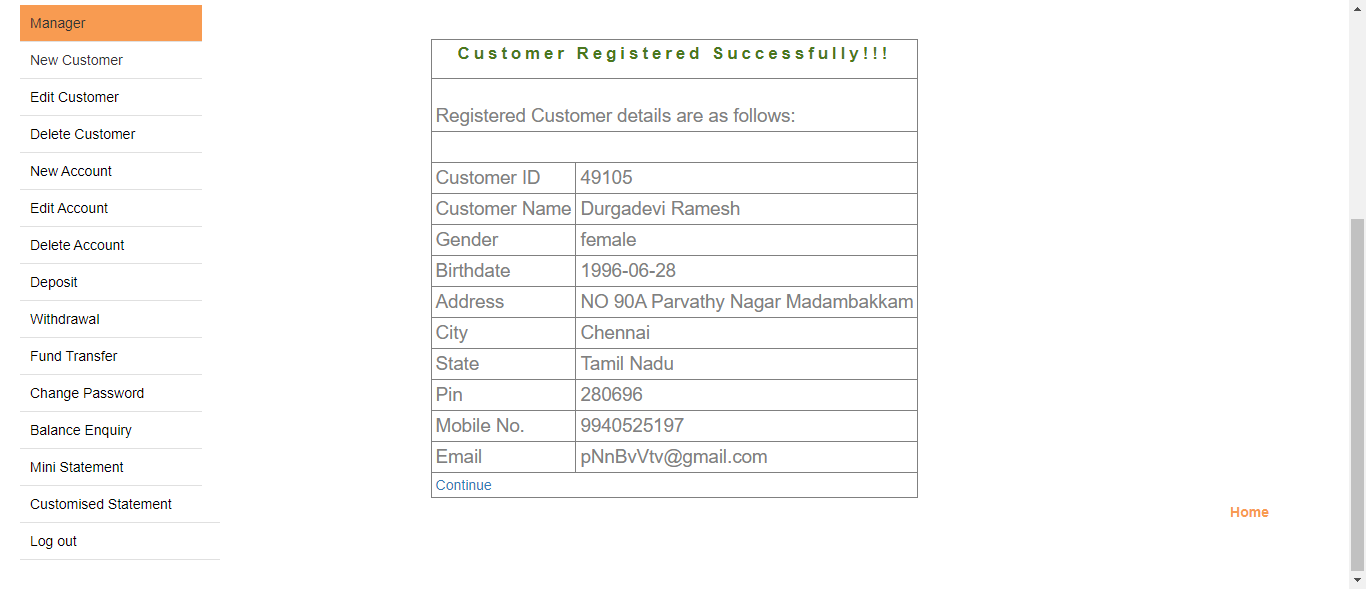 Manager
New Customer
Edit Customer
Delete Customer
New Account
Edit Account
Delete Account
Deposit
Withdrawal
Fund Transfer
Change Password
Balance Enquiry
Mini Statement
Customised Statement
Log out
Customer Registered Successfully!!!
Registered Customer details are as follows:
Customer ID 49105
Customer Name Durgadevi Ramesh
Gender female
Birthdate 1996-06-28
Address NO 90A Parvathy Nagar Madambakkam
City Chennai
State Tamil Nadu
Pin 280696
Mobile No. 9940525197
Email pNnBvVtv@gmail.com
Continue
Home